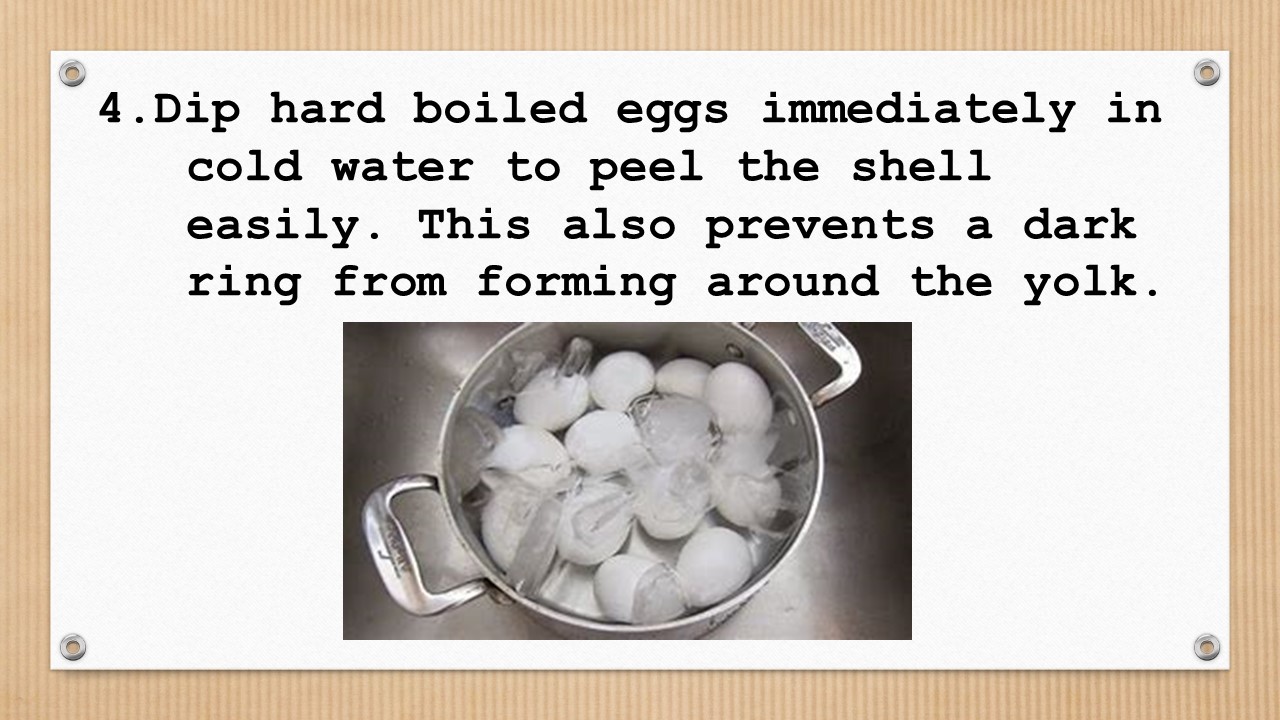 4.Dip hard boiled eggs immediately in
cold water to peel the shell
easily. This also prevents a dark
ring from forming around the yolk.